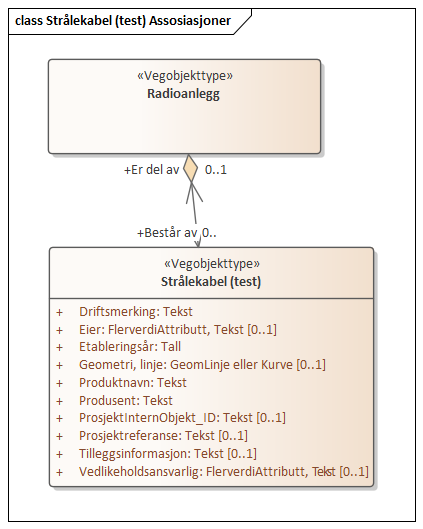 class Strålekabel (test) Assosiasjoner
«Vegobjekttype»
Radioanlegg
+Er del av 0..1
+Består av 0..
«Vegobjekttype»
Strålekabel (test)
+ Driftsmerking: Tekst
+ Eier: FlerverdiAttributt, Tekst [0..1]
+ Etableringsår: Tall
+ Geometri, linje: GeomLinje eller Kurve [0..1]
+ Produktnavn: Tekst
+ Produsent: Tekst
+ ProsjektInternObjekt_ID: Tekst [0..1]
+ Prosjektreferanse: Tekst [0..1]
+ Tilleggsinformasjon: Tekst [0..1]
+ Vedlikeholdsansvarlig: FlerverdiAttributt, Tekst [0..1]